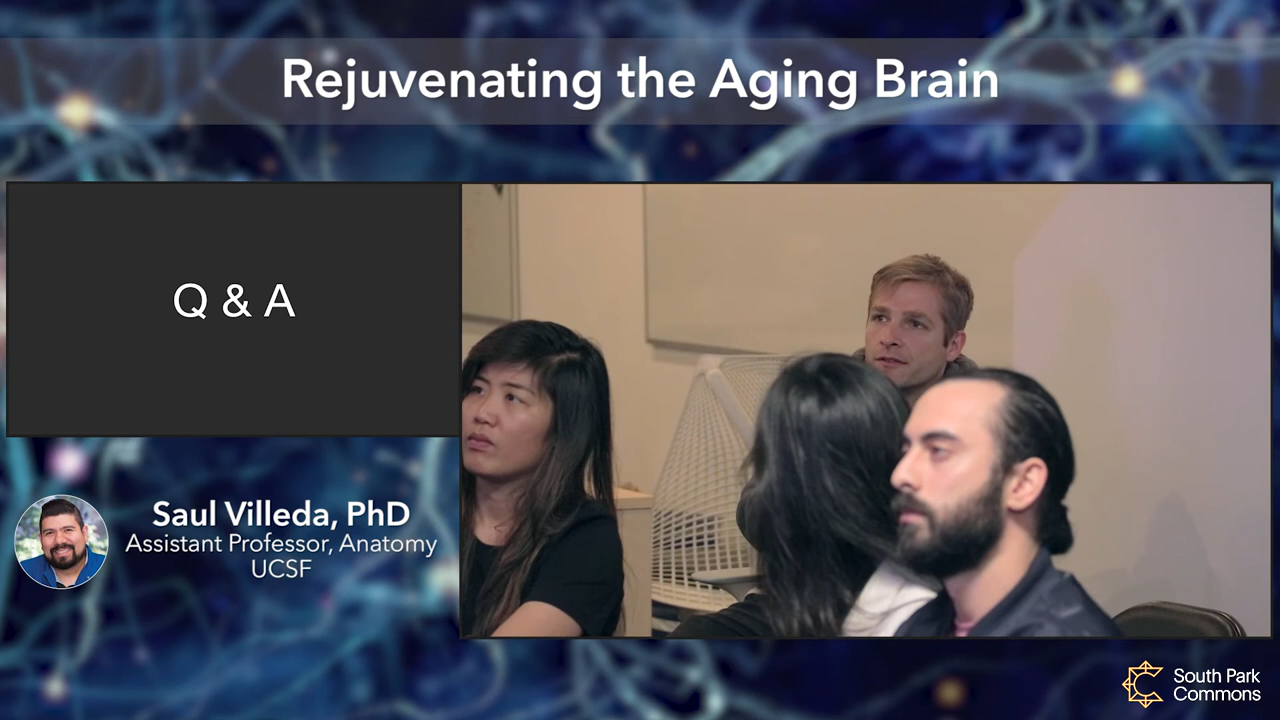 Rejuvenating the Aging Brain
Q & A
Saul Villeda, PhD
Assistant Professor, Anatomy
UCSF
South Park
Commons